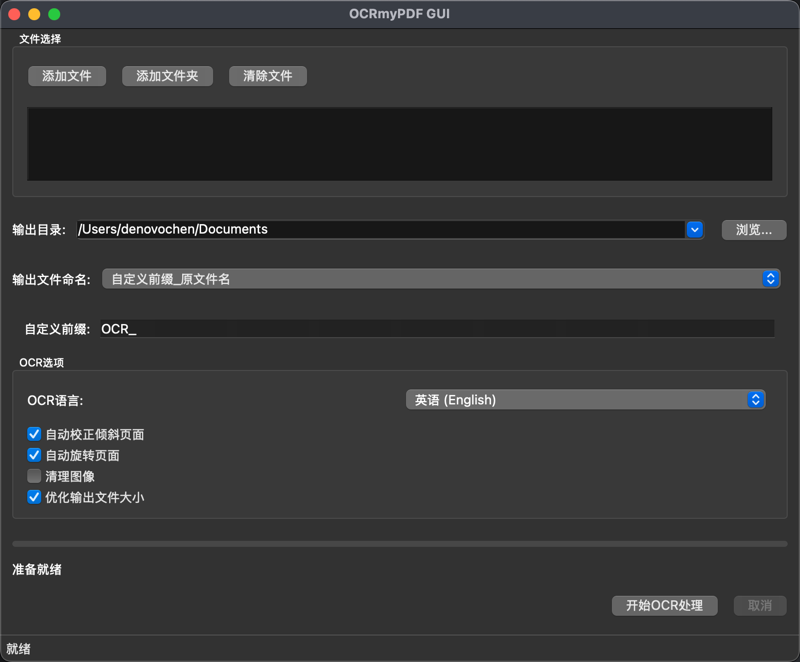 OCRmyPDF GUI
文件选择
添加文件 添加文件夹 清除文件
输出目录: /Users/denovochen/Documents 浏览...
输出文件命名: 自定义前缀_原文件名
自定义前缀: OCR_
OCR选项
OCR语言: 英语 (English)
自动校正倾斜页面
自动旋转页面
清理图像
优化输出文件大小
准备就绪
开始OCR处理 取消
就绪